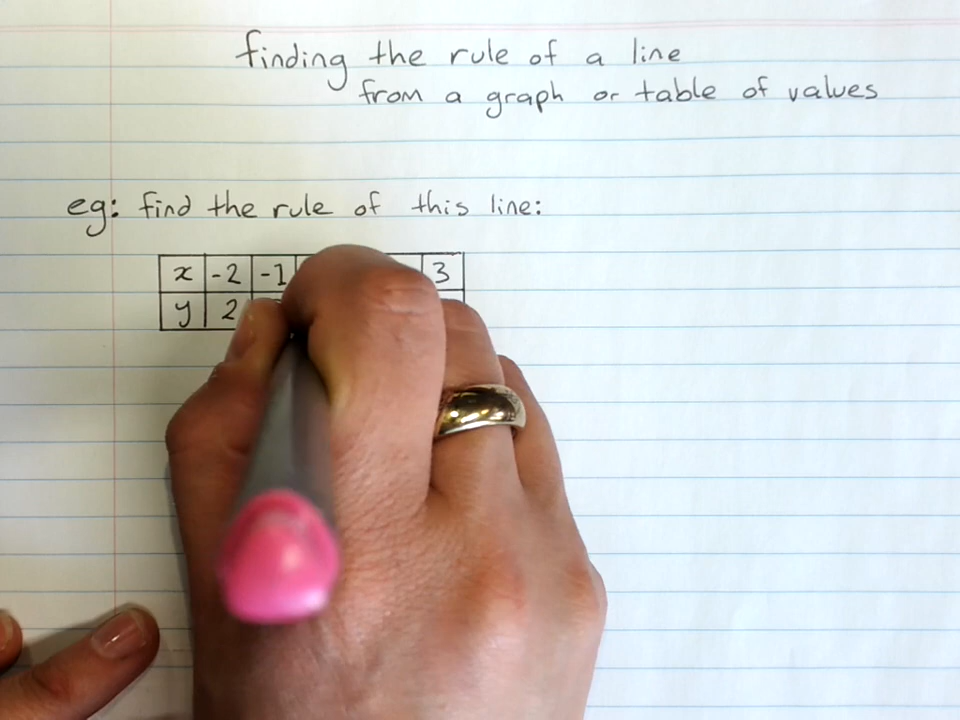 finding the rule of a line
from a graph or table of values
eg: find the rule of this line:
x -2 -1 3
y 2